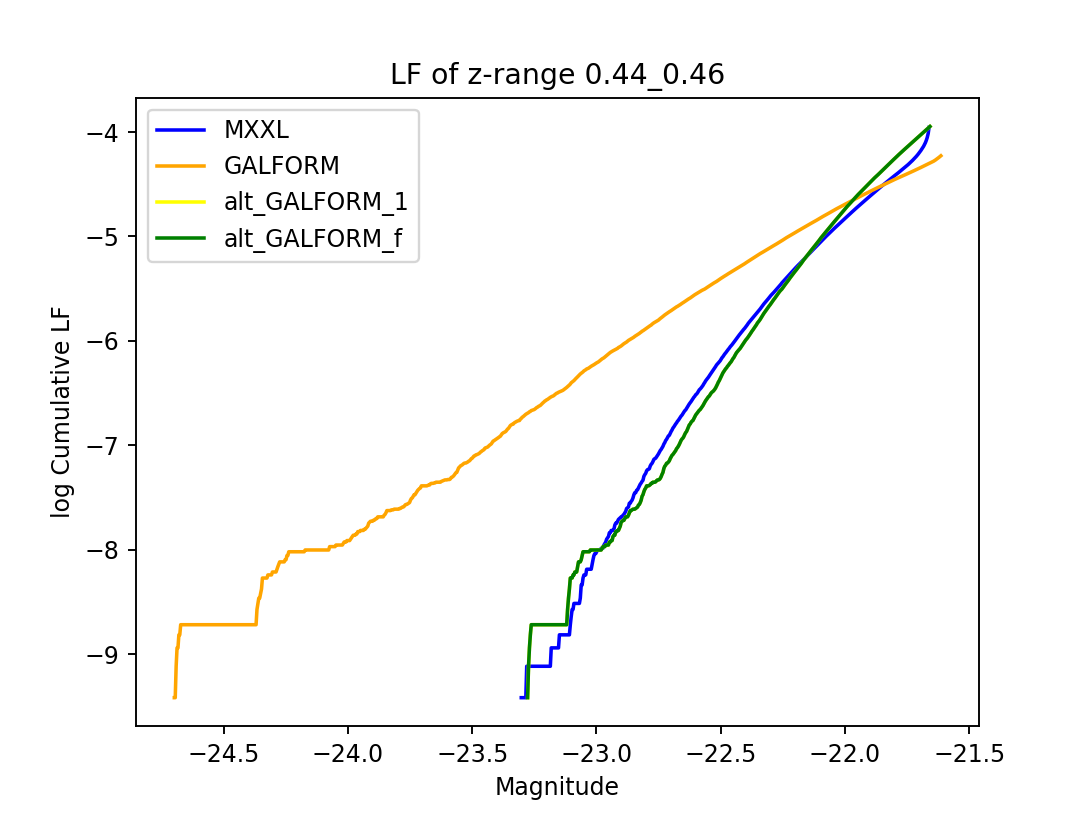 LF of z-range 0.44_0.46
MXXL
GALFORM
alt_GALFORM_1
alt_GALFORM_f
log Cumulative LF
−4
−5
−6
−7
−8
−9
−24.5
−24.0
−23.5
−23.0
−22.5
−22.0
−21.5
Magnitude